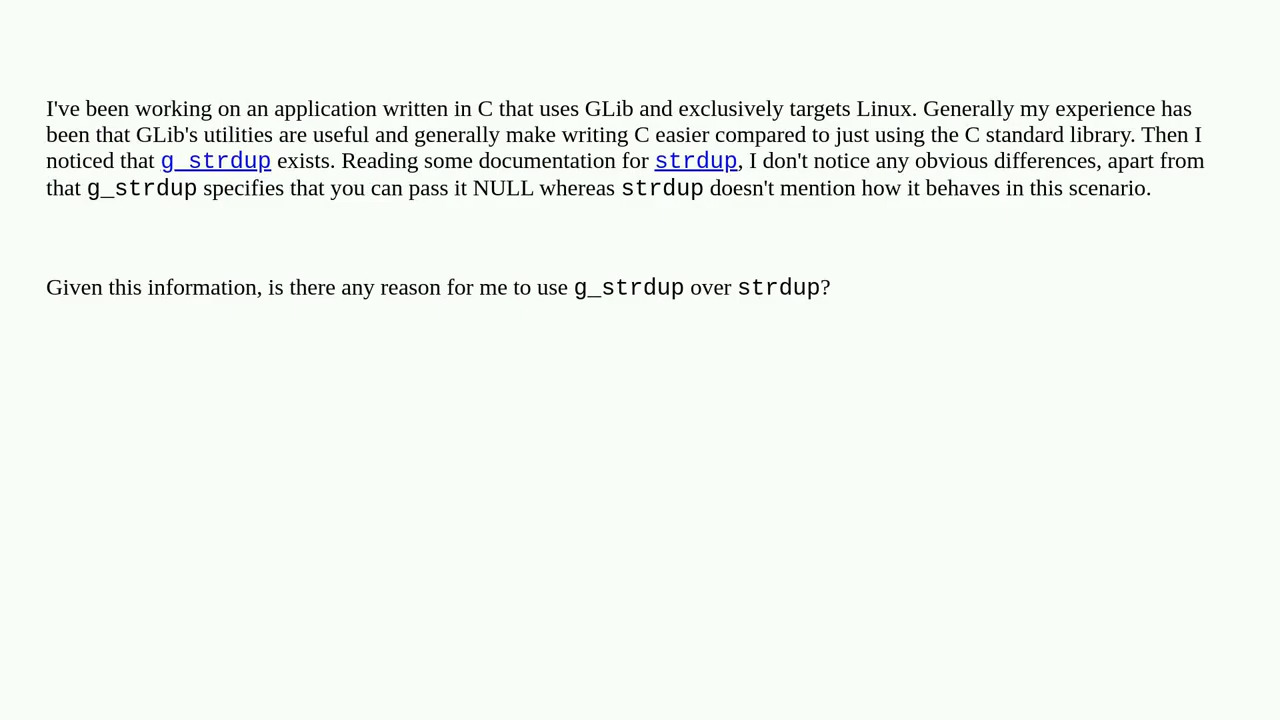 I've been working on an application written in C that uses GLib and exclusively targets Linux. Generally my experience has
been that GLib's utilities are useful and generally make writing C easier compared to just using the C standard library. Then I
noticed that g_strdup exists. Reading some documentation for strdup, I don't notice any obvious differences, apart from
that g_strdup specifies that you can pass it NULL whereas strdup doesn't mention how it behaves in this scenario.
Given this information, is there any reason for me to use g_strdup over strdup?